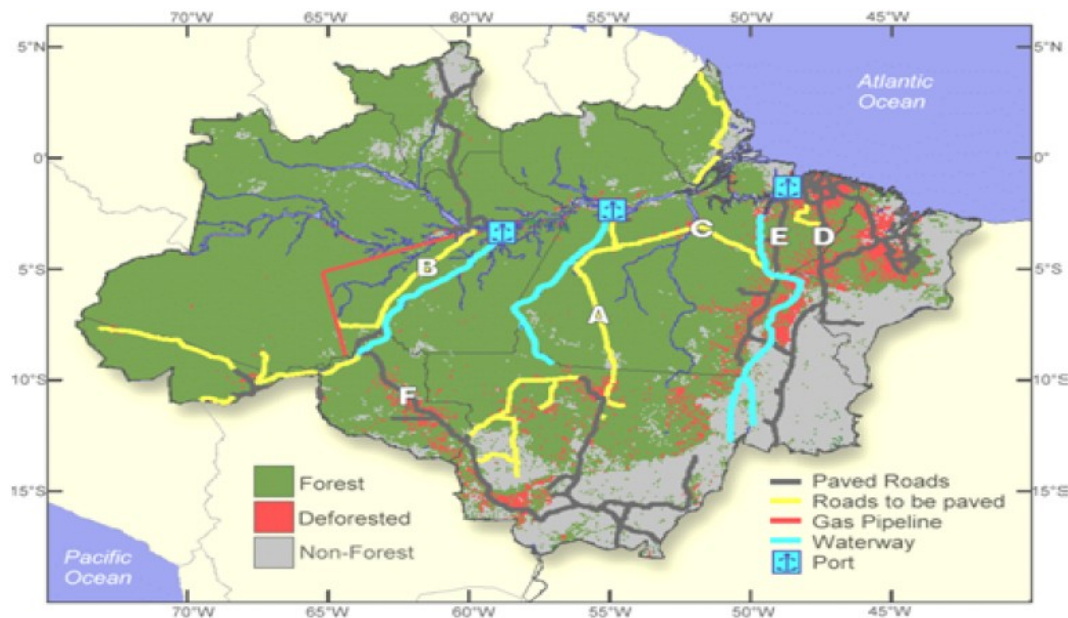 70°W 65°W 60°W 55°W 50°W 45°W
5°N 5°N
Atlantic
Ocean
0° 0°
C
E D
B
5°S 5°S
A
10°S 10°S
F
Forest
Deforested
Non-Forest
Paved Roads
Roads to be paved
Gas Pipeline
Waterway
Port
15°S 15°S
Pacific
Ocean
70°W 65°W 60°W 55°W 50°W 45°W